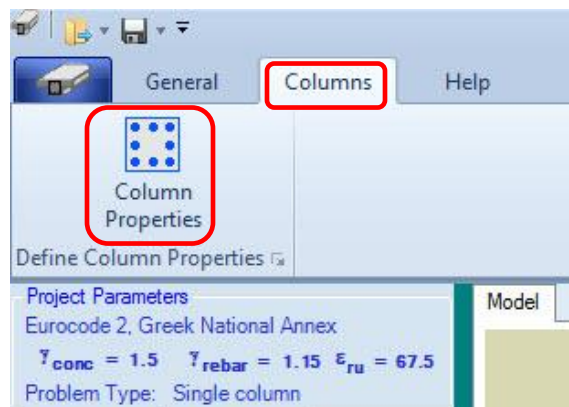 General Columns Help
Column
Properties
Define Column Properties
Project Parameters
Model
Eurocode 2, Greek National Annex
γconc = 1.5 γrebar = 1.15 εru = 67.5
Problem Type: Single column